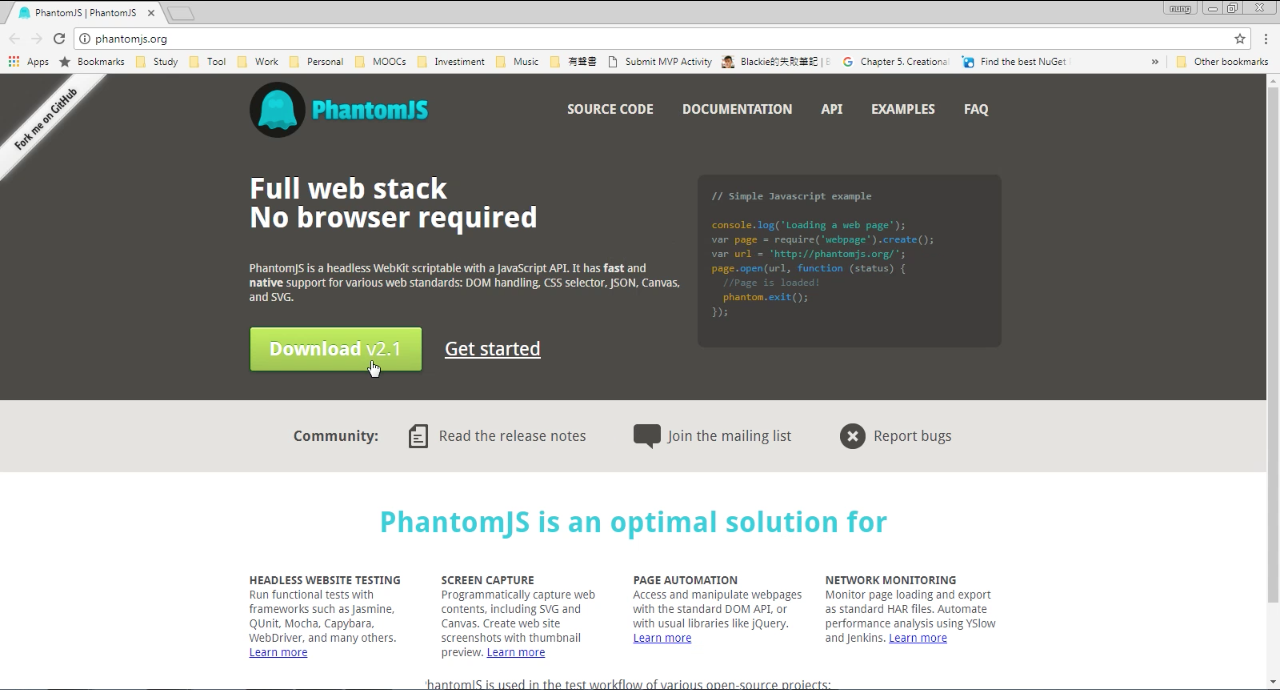 PhantomJS | PhantomJS
phantomjs.org
Apps Bookmarks Study Tool Work Personal MOOCs Investiment Music 有聲書 Submit MVP Activity Blackie的失敗筆記 | Chapter 5. Creational Find the best NuGet » Other bookmarks
Fork me on GitHub
PhantomJS
SOURCE CODE DOCUMENTATION API EXAMPLES FAQ
Full web stack
No browser required
PhantomJS is a headless WebKit scriptable with a JavaScript API. It has fast and
native support for various web standards: DOM handling, CSS selector, JSON, Canvas,
and SVG.
Download v2.1 Get started
// Simple Javascript example
console.log('Loading a web page');
var page = require('webpage').create();
var url = 'http://phantomjs.org/';
page.open(url, function (status) {
//Page is loaded!
phantom.exit();
});
Community: Read the release notes Join the mailing list Report bugs
PhantomJS is an optimal solution for
HEADLESS WEBSITE TESTING
Run functional tests with
frameworks such as Jasmine,
QUnit, Mocha, Capybara,
WebDriver, and many others.
Learn more
SCREEN CAPTURE
Programmatically capture web
contents, including SVG and
Canvas. Create web site
screenshots with thumbnail
preview. Learn more
PAGE AUTOMATION
Access and manipulate webpages
with the standard DOM API, or
with usual libraries like jQuery.
Learn more
NETWORK MONITORING
Monitor page loading and export
as standard HAR files. Automate
performance analysis using YSlow
and Jenkins. Learn more
hantomJS is used in the test workflow of various open-source projects: